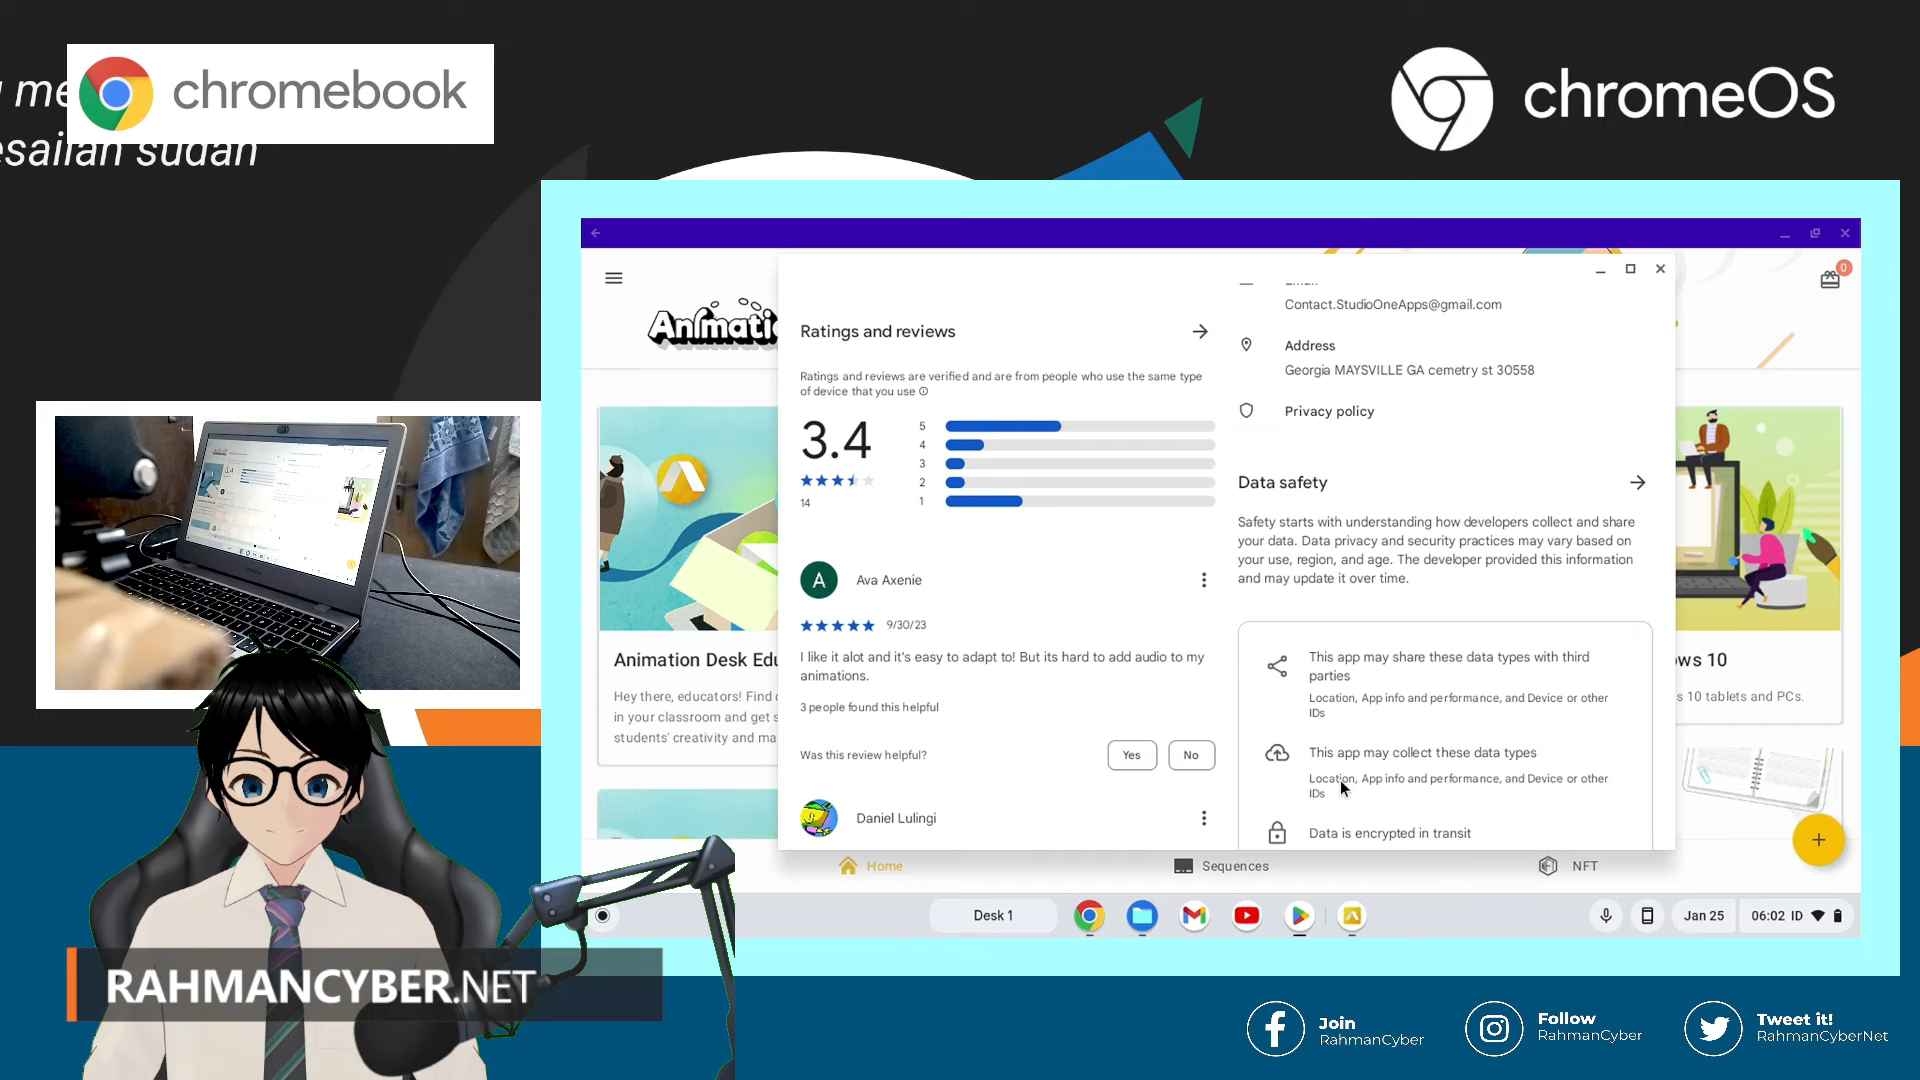 me
esaiian sudah
chromebook
chromeOS
0
Animatio
Animation Desk Edu
Hey there, educators! Find
in your classroom and get s
students' creativity and ma
Ratings and reviews
Ratings and reviews are verified and are from people who use the same type
of device that you use
3.4
14
5
4
3
2
1
A
Ava Axenie
9/30/23
I like it alot and it's easy to adapt to! But its hard to add audio to my
animations.
3 people found this helpful
Was this review helpful?
Yes
No
Daniel Lulingi
Contact.StudioOneApps@gmail.com
Address
Georgia MAYSVILLE GA cemetry st 30558
Privacy policy
Data safety
Safety starts with understanding how developers collect and share
your data. Data privacy and security practices may vary based on
your use, region, and age. The developer provided this information
and may update it over time.
This app may share these data types with third
parties
Location, App info and performance, and Device or other
IDs
This app may collect these data types
Location, App info and performance, and Device or other
IDs
Data is encrypted in transit
ws 10
s 10 tablets and PCs.
Home
Sequences
NFT
Desk 1
Jan 25
06:02 ID
RAHMANCYBER.NET
Join
RahmanCyber
Follow
RahmanCyber
Tweet it!
RahmanCyberNet